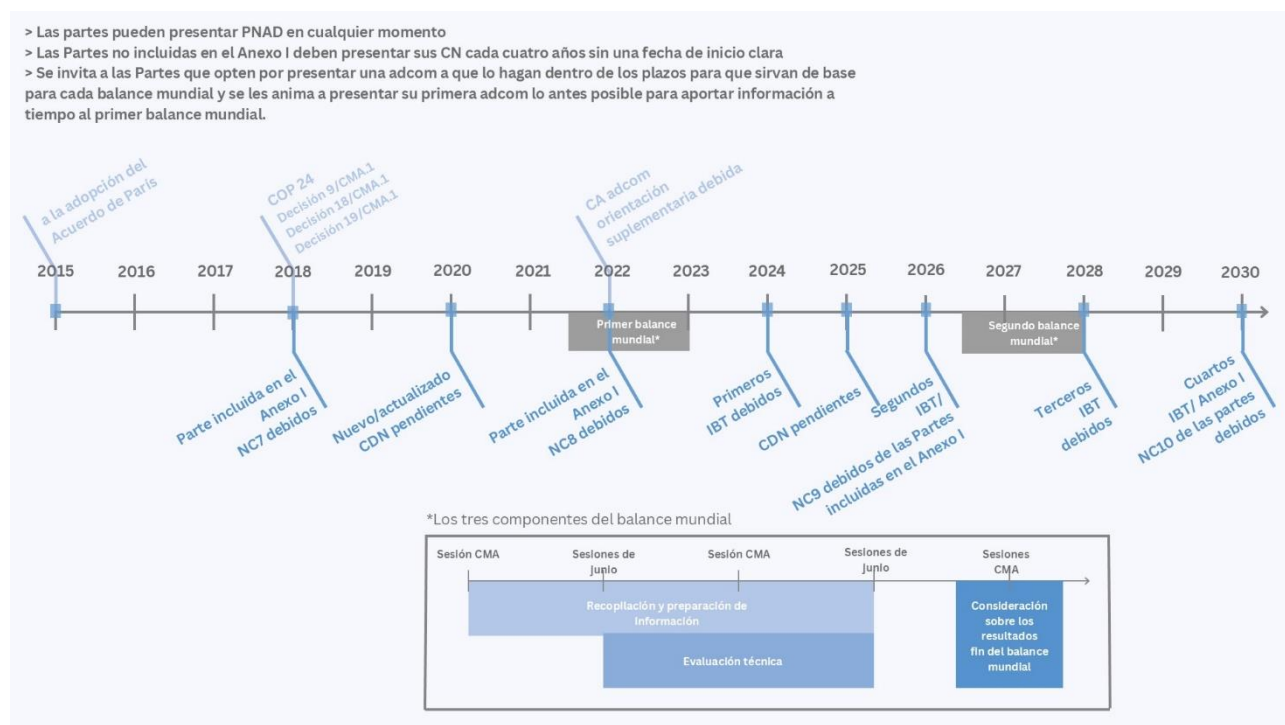 > Las partes pueden presentar PNAD en cualquier momento
> Las Partes no incluidas en el Anexo I deben presentar sus CN cada cuatro años sin una fecha de inicio clara
> Se invita a las Partes que opten por presentar una adcom a que lo hagan dentro de los plazos para que sirvan de base
para cada balance mundial y se les anima a presentar su primera adcom lo antes posible para aportar información a
tiempo al primer balance mundial.
a la adopción del
Acuerdo de París
COP 24
Decisión 9/CMA.1
Decisión 18/CMA.1
Decisión 19/CMA.1
CA adcom
orientación
suplementaria debida
2015
2016
2017
2018
2019
2020
2021
2022
2023
2024
2025
2026
2027
2028
2029
2030
Primer balance
mundial*
Segundo balance
mundial*
Parte incluida en el
Anexo I
NC7 debidos
Nuevo/actualizado
CDN pendientes
Parte incluida en el
Anexo I
NC8 debidos
Primeros
IBT debidos
CDN pendientes
Segundos
IBT/
NC9 debidos de las Partes
incluidas en el Anexo I
Terceros
IBT
debidos
Cuartos
IBT/ Anexo I
NC10 de las partes
debidos
*Los tres componentes del balance mundial
Sesión CMA
Sesiones de
junio
Sesión CMA
Sesiones de
junio
Sesiones
CMA
Recopilación y preparación de
información
Evaluación técnica
Consideración
sobre los
resultados
fin del balance
mundial